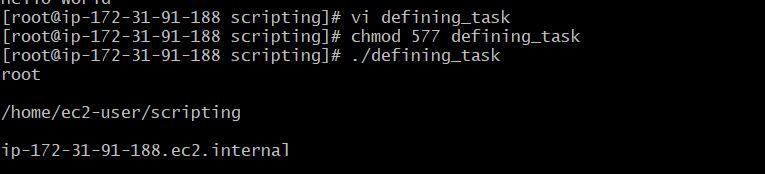 hello world
[root@ip-172-31-91-188 scripting]# vi defining_task
[root@ip-172-31-91-188 scripting]# chmod 577 defining_task
[root@ip-172-31-91-188 scripting]# ./defining_task
root
/home/ec2-user/scripting
ip-172-31-91-188.ec2.internal